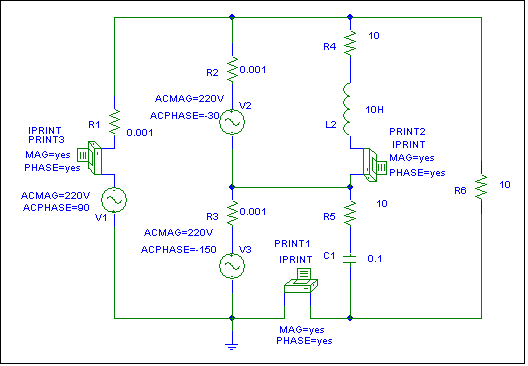 R4
10
R2
0.001
ACMAG=220V
V2
ACPHASE=-30
L2
10H
R1
0.001
IPRINT
PRINT3
MAG=yes
PHASE=yes
PRINT2
IPRINT
MAG=yes
PHASE=yes
ACMAG=220V
ACPHASE=90
V1
R3
0.001
ACMAG=220V
ACPHASE=-150
V3
10
R5
C1
0.1
R6
10
PRINT1
IPRINT
MAG=yes
PHASE=yes